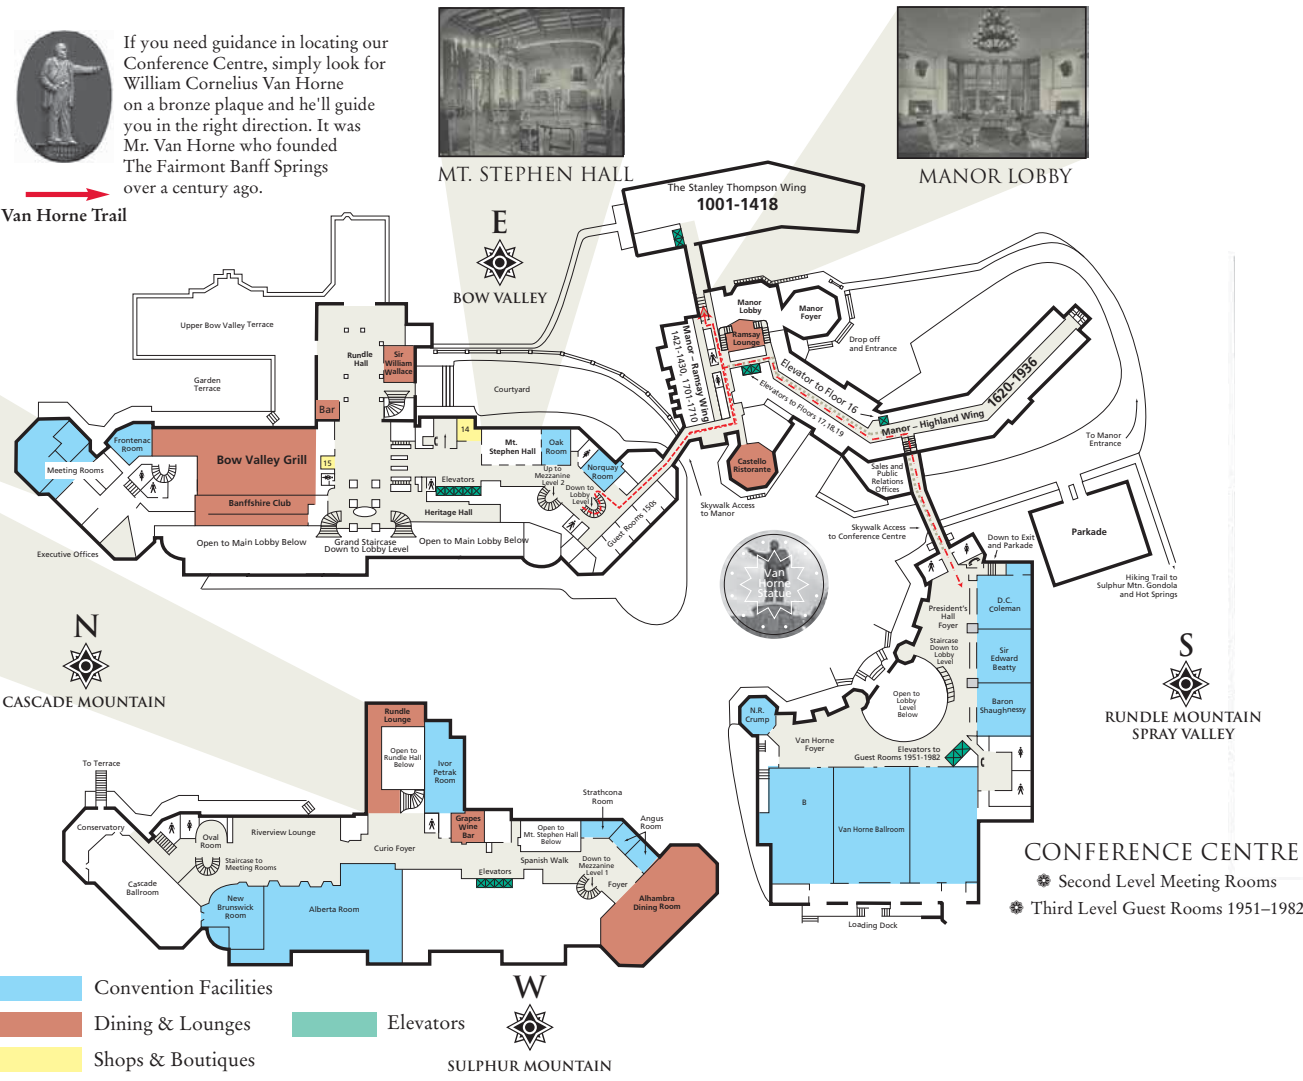 If you need guidance in locating our
Conference Centre, simply look for
William Cornelius Van Horne
on a bronze plaque and he'll guide
you in the right direction. It was
Mr. Van Horne who founded
The Fairmont Banff Springs
over a century ago.
Van Horne Trail
MT. STEPHEN HALL
MANOR LOBBY
E
BOW VALLEY
The Stanley Thompson Wing
1001-1418
Upper Bow Valley Terrace
Garden
Terrace
Rundle
Hall
Sir
William
Wallace
Bar
Courtyard
14
15
Frontenac
Room
Meeting Rooms
Bow Valley Grill
Banffshire Club
Executive Offices
Open to Main Lobby Below
Grand Staircase
Down to Lobby Level
Open to Main Lobby Below
Heritage Hall
Elevators
Mt.
Stephen Hall
Oak
Room
Norquay
Room
Up to
Mezzanine
Level 2
Down to
Lobby
Level
Guest Rooms 150s
Manor – Ramsay Wing
1421-1430, 1701-1710
Manor
Lobby
Manor
Foyer
Ramsay
Lounge
Drop off
and Entrance
Elevator to Floor 16
Elevators to Floors 17,18,19
Manor – Highland Wing
1620-1936
Castello
Ristorante
Skywalk Access
to Manor
Sales and
Public
Relations
Offices
To Manor
Entrance
Skywalk Access
to Conference Centre
Down to Exit
and Parkade
Parkade
Hiking Trail to
Sulphur Mtn. Gondola
and Hot Springs
Van
Horne
Statue
President's
Hall
Foyer
Staircase
Down to
Lobby
Level
D.C.
Coleman
Sir
Edward
Beatty
Baron
Shaughnessy
Open to
Lobby
Level
Below
N.R.
Crump
Van Horne
Foyer
Elevators to
Guest Rooms 1951-1982
B
Van Horne Ballroom
Loading Dock
S
RUNDLE MOUNTAIN
SPRAY VALLEY
N
CASCADE MOUNTAIN
Rundle
Lounge
Open to
Rundle Hall
Below
Ivor
Petrak
Room
Grapes
Wine
Bar
To Terrace
Conservatory
Oval
Room
Riverview Lounge
Curio Foyer
Staircase to
Meeting Rooms
Cascade
Ballroom
New
Brunswick
Room
Alberta Room
Elevators
Spanish Walk
Open to
Mt. Stephen Hall
Below
Strathcona
Room
Angus
Room
Down to
Mezzanine
Level 1
Foyer
Alhambra
Dining Room
CONFERENCE CENTRE
Second Level Meeting Rooms
Third Level Guest Rooms 1951–1982
W
SULPHUR MOUNTAIN
Convention Facilities
Dining & Lounges
Elevators
Shops & Boutiques